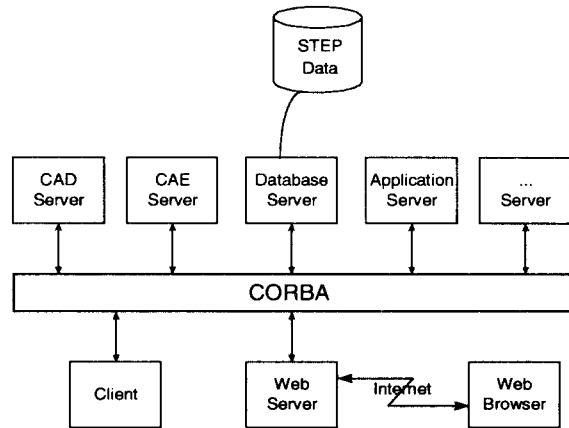 STEP
Data
CAD
Server
CAE
Server
Database
Server
Application
Server
...
Server
CORBA
Client
Web
Server
Internet
Web
Browser